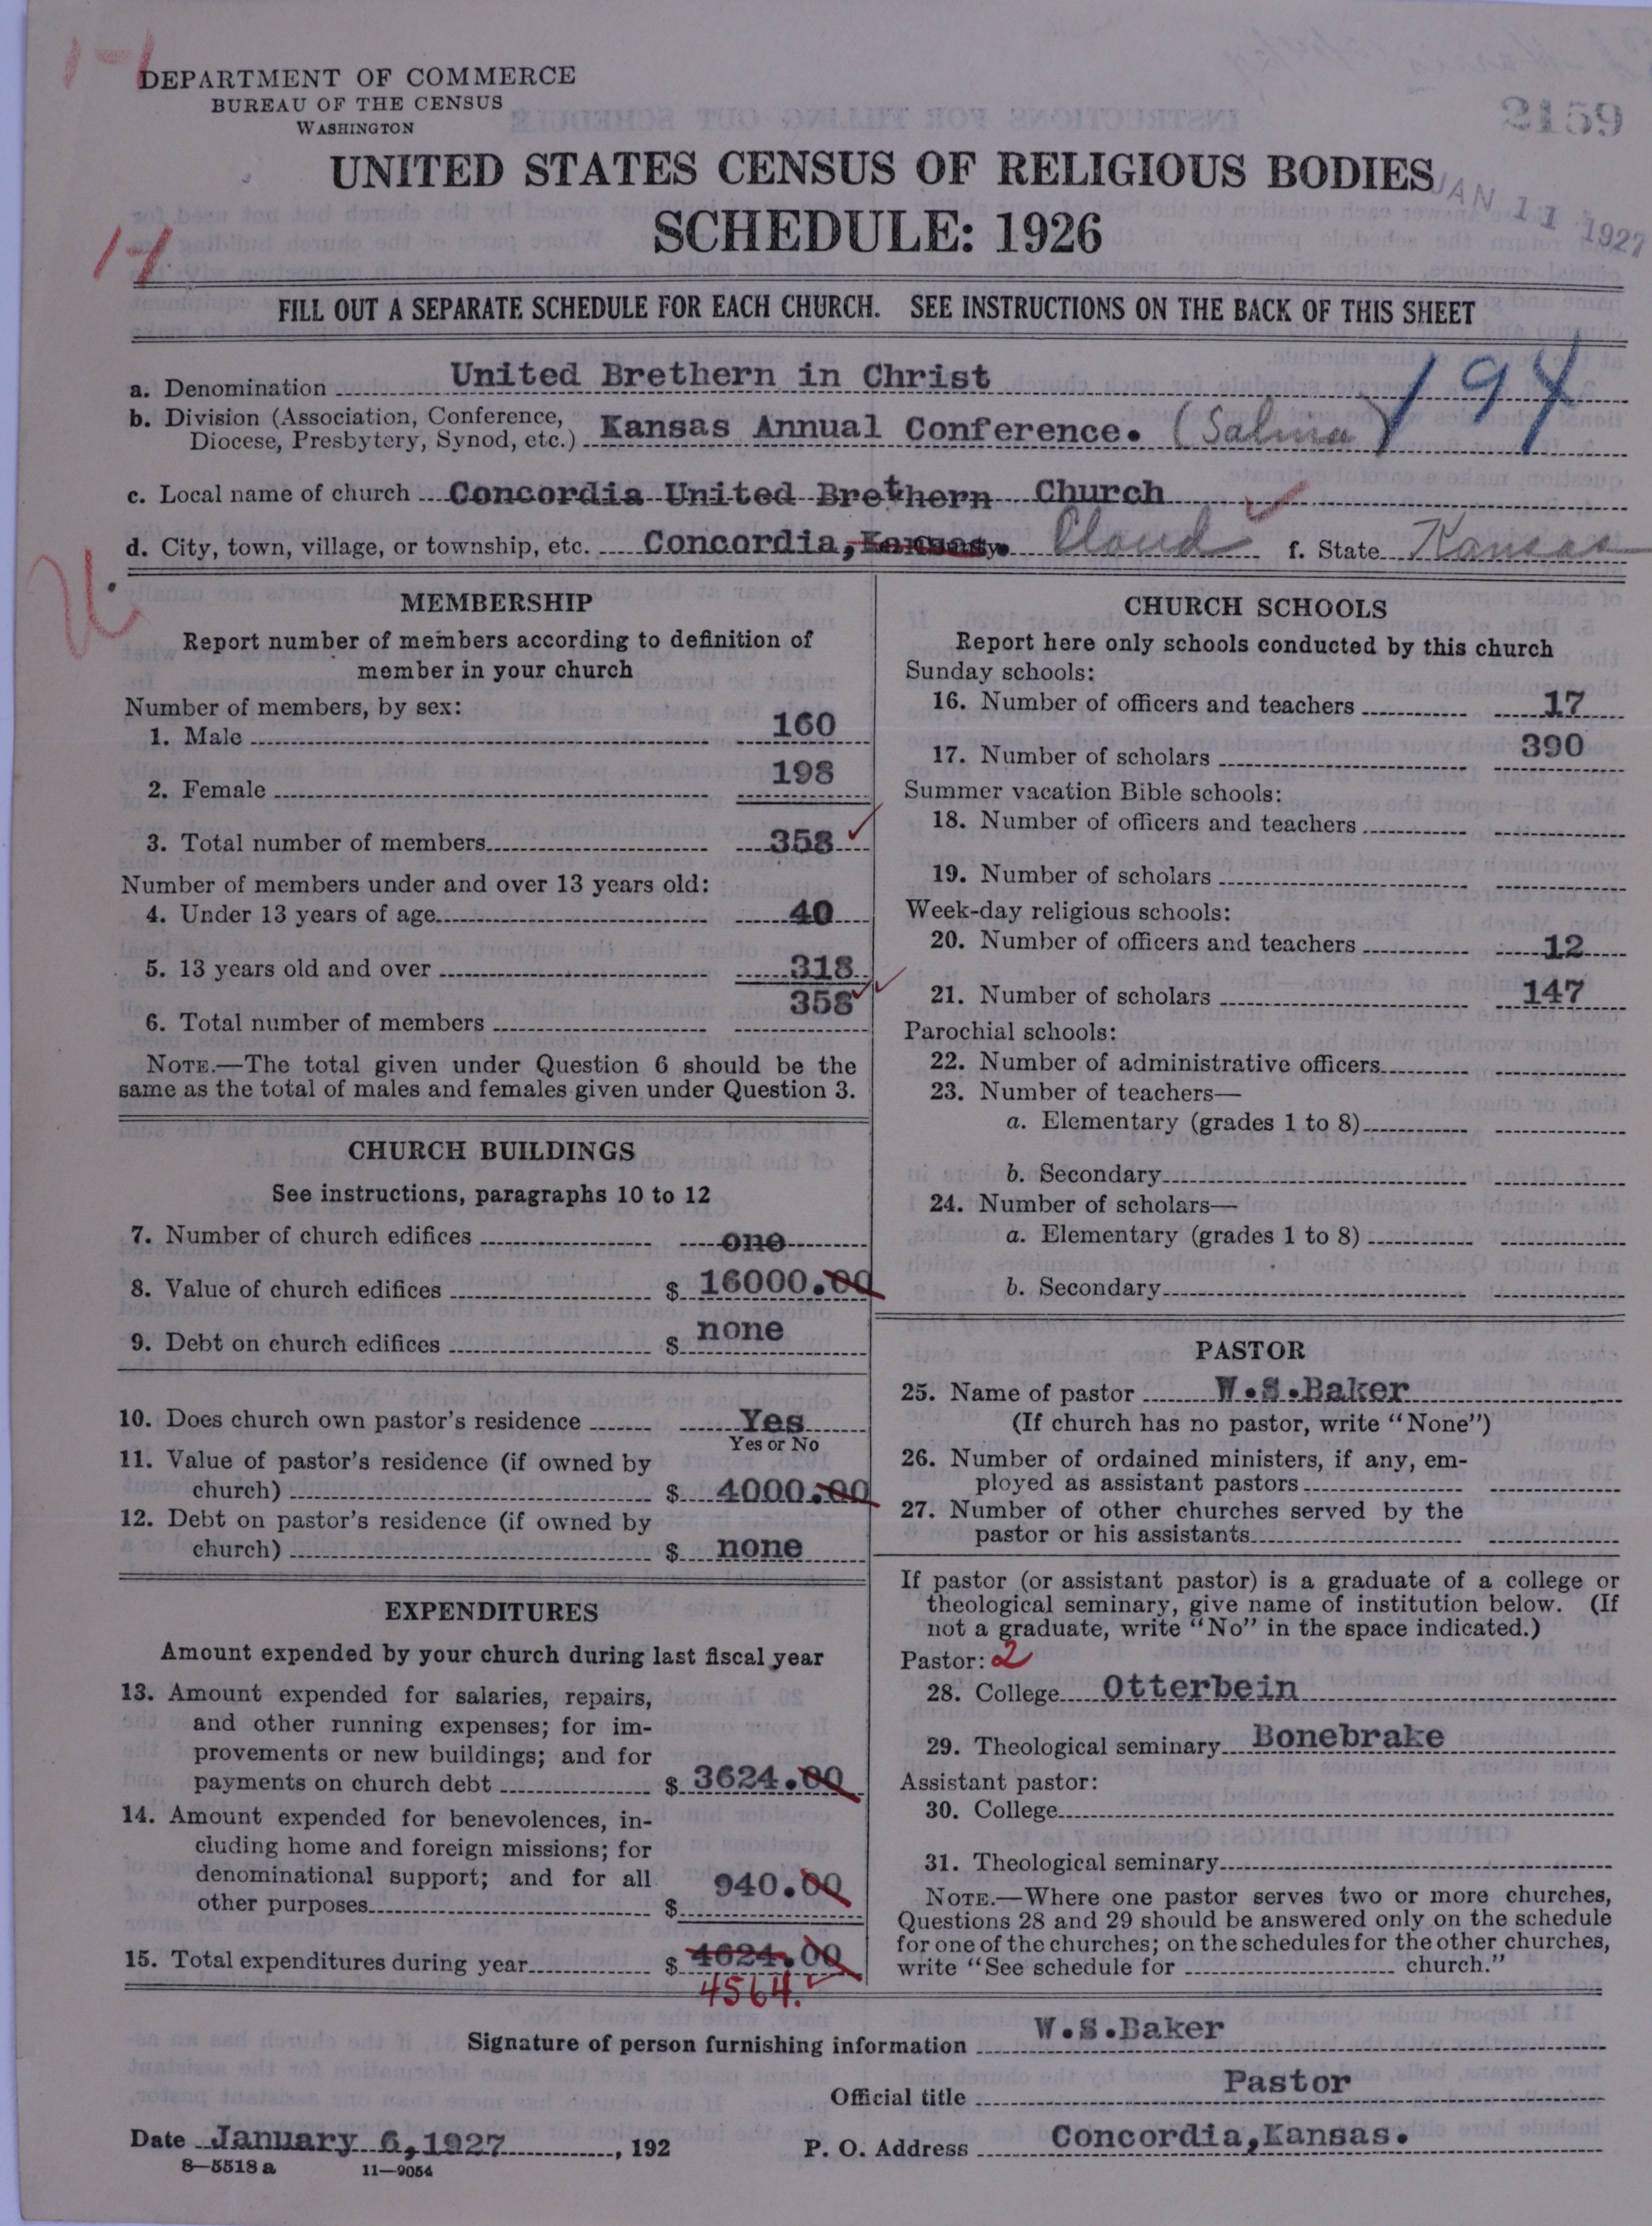 DEPARTMENT OF COMMERCE
BUREAU OF THE CENSUS
WASHINGTON
2159
UNITED STATES CENSUS OF RELIGIOUS BODIES
JAN 11 1927
SCHEDULE: 1926
FILL OUT A SEPARATE SCHEDULE FOR EACH CHURCH. SEE INSTRUCTIONS ON THE BACK OF THIS SHEET
a. Denomination United Brethern in Christ 194
b. Division (Association, Conference,
Diocese, Presbytery, Synod, etc.) Kansas Annual Conference. (Salina)
c. Local name of church Concordia United Brethern Church
d. City, town, village, or township, etc. Concordia, Kansas. Cloud f. State Kansas
MEMBERSHIP
Report number of members according to definition of
member in your church
Number of members, by sex:
1. Male 160
2. Female 198
3. Total number of members 358
Number of members under and over 13 years old:
4. Under 13 years of age 40
5. 13 years old and over 318
6. Total number of members 358
NOTE.—The total given under Question 6 should be the
same as the total of males and females given under Question 3.
CHURCH BUILDINGS
See instructions, paragraphs 10 to 12
7. Number of church edifices one
8. Value of church edifices $ 16000.00
9. Debt on church edifices $ none
10. Does church own pastor's residence Yes
Yes or No
11. Value of pastor's residence (if owned by
church) $ 4000.00
12. Debt on pastor's residence (if owned by
church) $ none
EXPENDITURES
Amount expended by your church during last fiscal year
13. Amount expended for salaries, repairs,
and other running expenses; for im-
provements or new buildings; and for
payments on church debt $ 3624.00
14. Amount expended for benevolences, in-
cluding home and foreign missions; for
denominational support; and for all
other purposes $ 940.00
15. Total expenditures during year $ 4624.00
4564.
CHURCH SCHOOLS
Report here only schools conducted by this church
Sunday schools:
16. Number of officers and teachers 17
17. Number of scholars 390
Summer vacation Bible schools:
18. Number of officers and teachers
19. Number of scholars
Week-day religious schools:
20. Number of officers and teachers 12
21. Number of scholars 147
Parochial schools:
22. Number of administrative officers
23. Number of teachers—
a. Elementary (grades 1 to 8)
b. Secondary
24. Number of scholars—
a. Elementary (grades 1 to 8)
b. Secondary
PASTOR
25. Name of pastor W.S.Baker
(If church has no pastor, write "None")
26. Number of ordained ministers, if any, em-
ployed as assistant pastors
27. Number of other churches served by the
pastor or his assistants
If pastor (or assistant pastor) is a graduate of a college or
theological seminary, give name of institution below. (If
not a graduate, write "No" in the space indicated.)
Pastor: 2
28. College Otterbein
29. Theological seminary Bonebrake
Assistant pastor:
30. College
31. Theological seminary
NOTE.—Where one pastor serves two or more churches,
Questions 28 and 29 should be answered only on the schedule
for one of the churches; on the schedules for the other churches,
write "See schedule for church."
Signature of person furnishing information W.S.Baker
Official title Pastor
Date January 6,1927, 192 P. O. Address Concordia,Kansas.
8—5518 a 11—9054